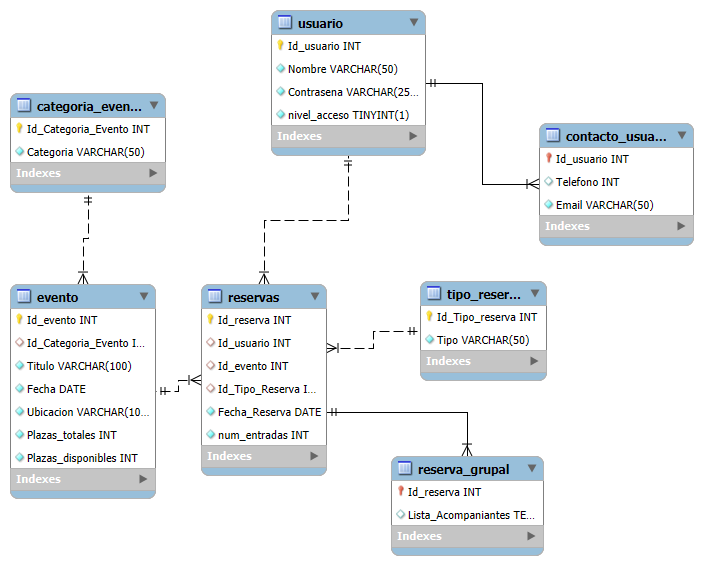 usuario
Id_usuario INT
Nombre VARCHAR(50)
Contrasena VARCHAR(25...
nivel_acceso TINYINT(1)
Indexes
categoria_even...
Id_Categoria_Evento INT
Categoria VARCHAR(50)
Indexes
contacto_usua...
Id_usuario INT
Telefono INT
Email VARCHAR(50)
Indexes
evento
Id_evento INT
Id_Categoria_Evento I...
Titulo VARCHAR(100)
Fecha DATE
Ubicacion VARCHAR(10...
Plazas_totales INT
Plazas_disponibles INT
Indexes
reservas
Id_reserva INT
Id_usuario INT
Id_evento INT
Id_Tipo_Reserva I...
Fecha_Reserva DATE
num_entradas INT
Indexes
tipo_reser...
Id_Tipo_reserva INT
Tipo VARCHAR(50)
Indexes
reserva_grupal
Id_reserva INT
Lista_Acompaniantes TE...
Indexes